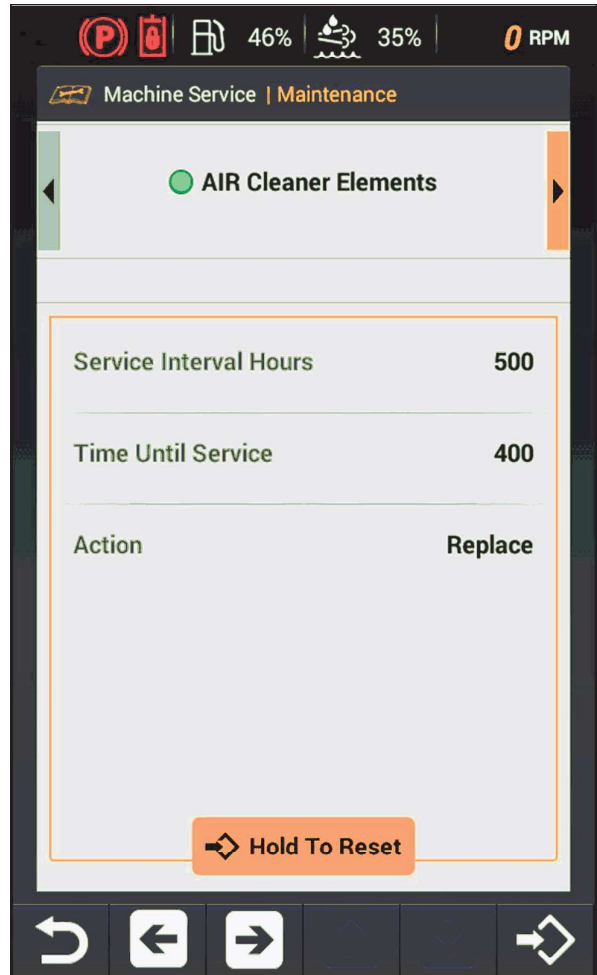 P 46% 35% 0 RPM
Machine Service | Maintenance
AIR Cleaner Elements
Service Interval Hours 500
Time Until Service 400
Action Replace
Hold To Reset